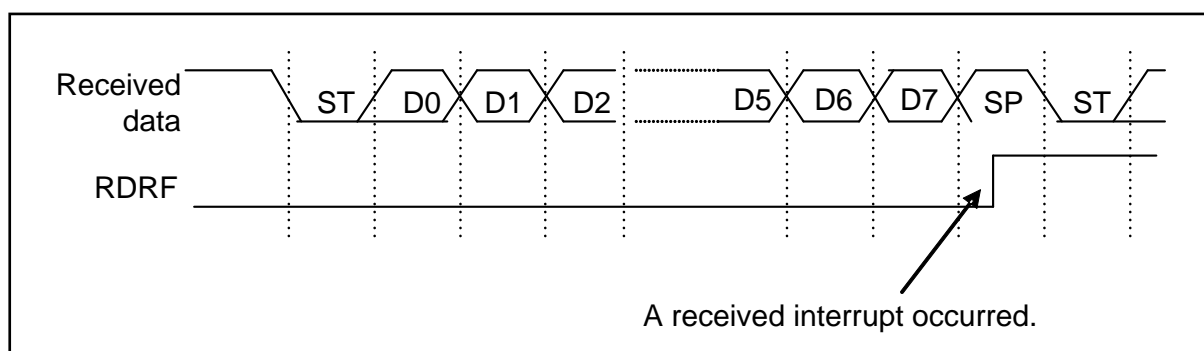 Received
data
ST D0 D1 D2 D5 D6 D7 SP ST
RDRF
A received interrupt occurred.